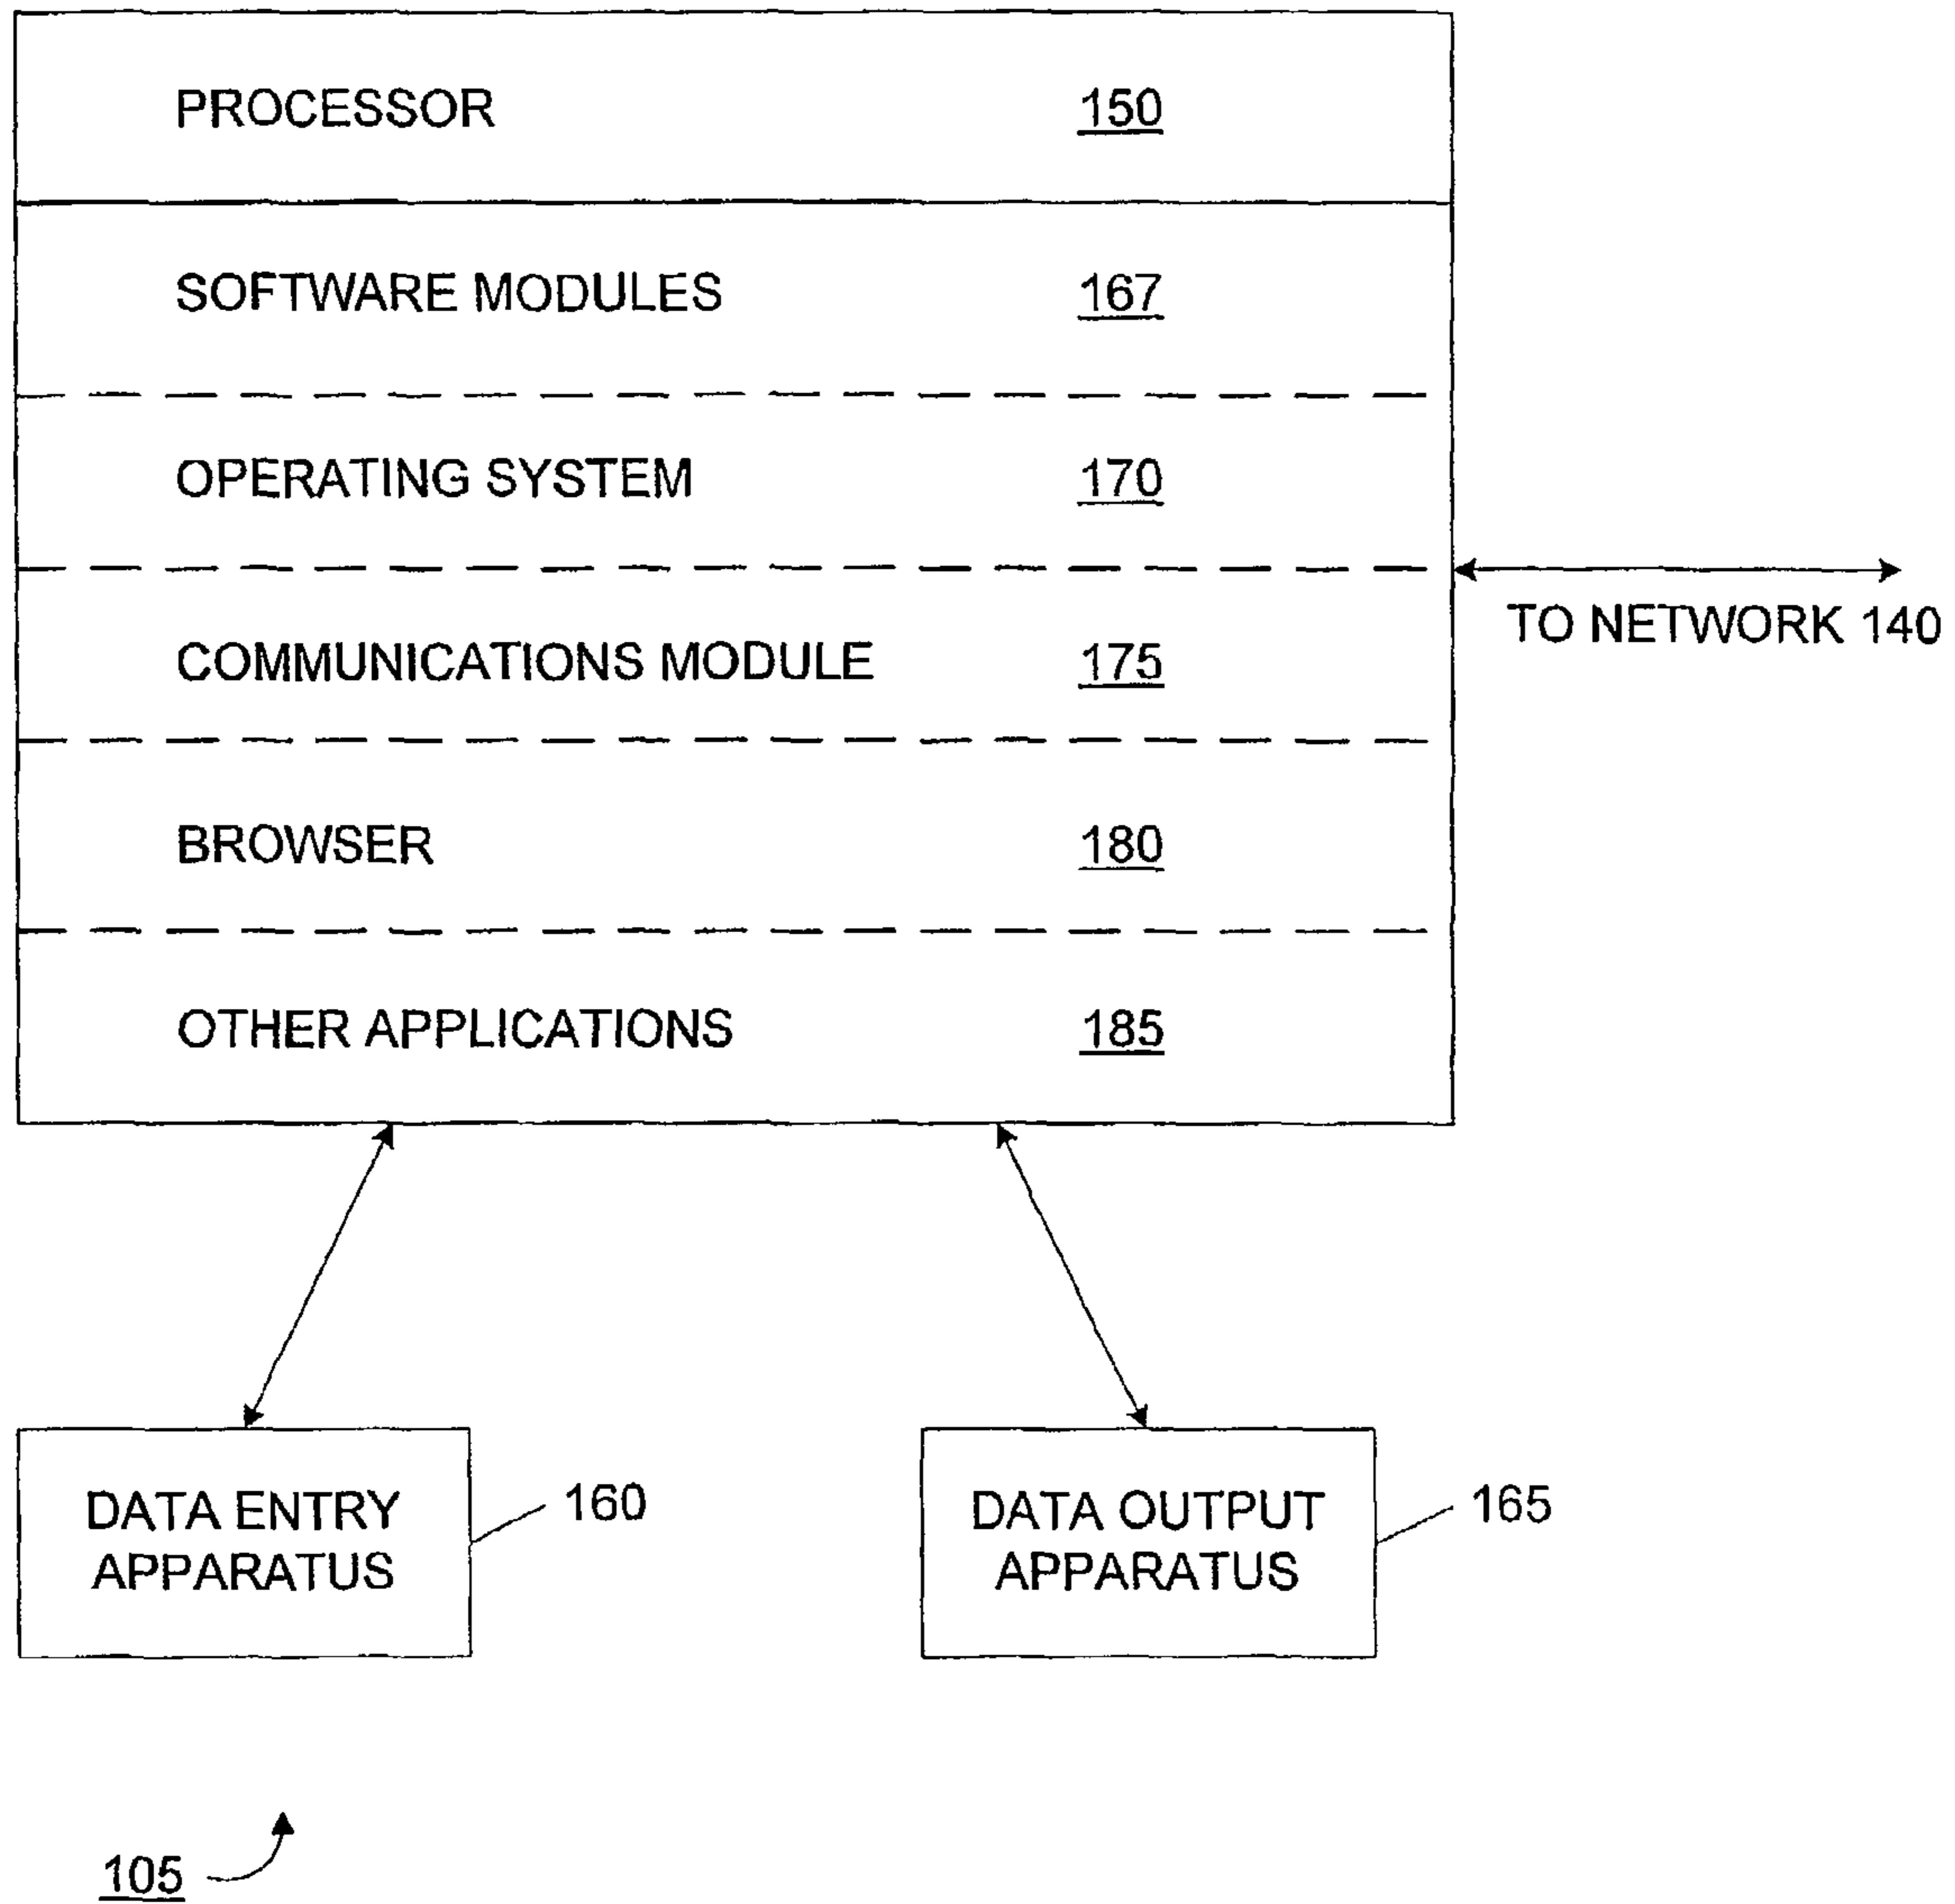 PROCESSOR 150
SOFTWARE MODULES 167
OPERATING SYSTEM 170
TO NETWORK 140
COMMUNICATIONS MODULE 175
BROWSER 180
OTHER APPLICATIONS 185
DATA ENTRY
APPARATUS
160
DATA OUTPUT
APPARATUS
165
105